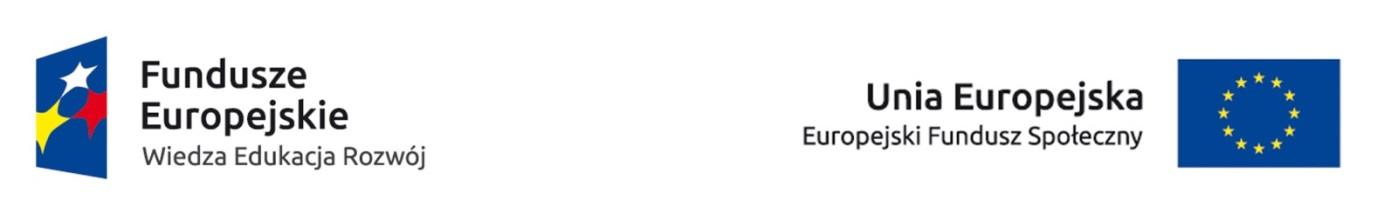 Fundusze
Europejskie
Wiedza Edukacja Rozwój
Unia Europejska
Europejski Fundusz Społeczny